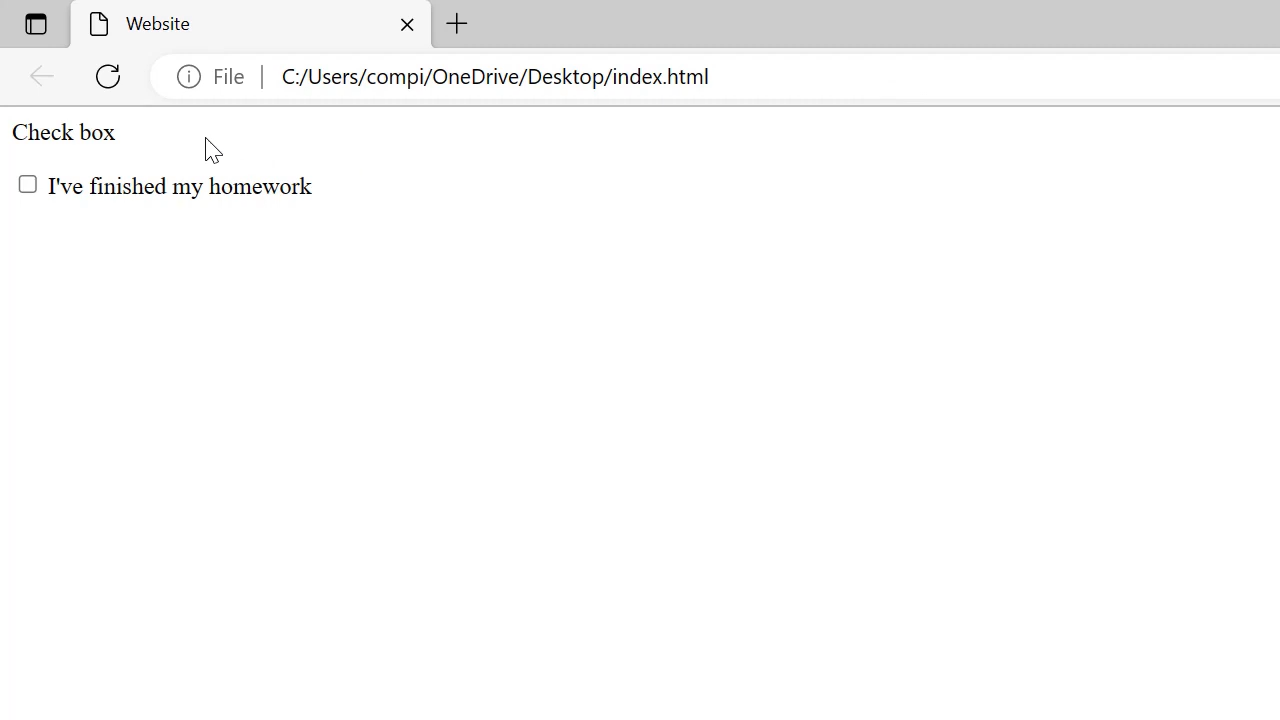 Website
File | C:/Users/compi/OneDrive/Desktop/index.html
Check box
I've finished my homework